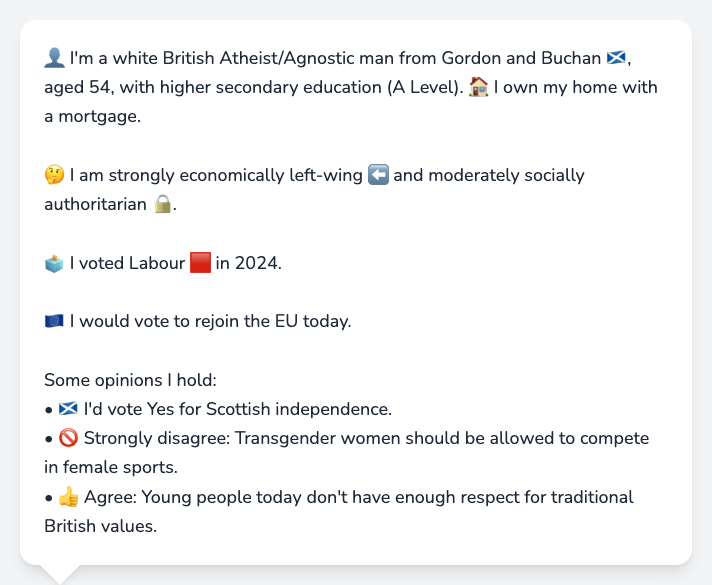 👤 I'm a white British Atheist/Agnostic man from Gordon and Buchan 🏴󠁧󠁢󠁳󠁣󠁴󠁿,
aged 54, with higher secondary education (A Level). 🏠 I own my home with
a mortgage.
🤔 I am strongly economically left-wing ⬅️ and moderately socially
authoritarian 🔒.
🗳️ I voted Labour 🟥 in 2024.
🇪🇺 I would vote to rejoin the EU today.
Some opinions I hold:
• 🏴󠁧󠁢󠁳󠁣󠁴󠁿 I'd vote Yes for Scottish independence.
• 🚫 Strongly disagree: Transgender women should be allowed to compete
in female sports.
• 👍 Agree: Young people today don't have enough respect for traditional
British values.